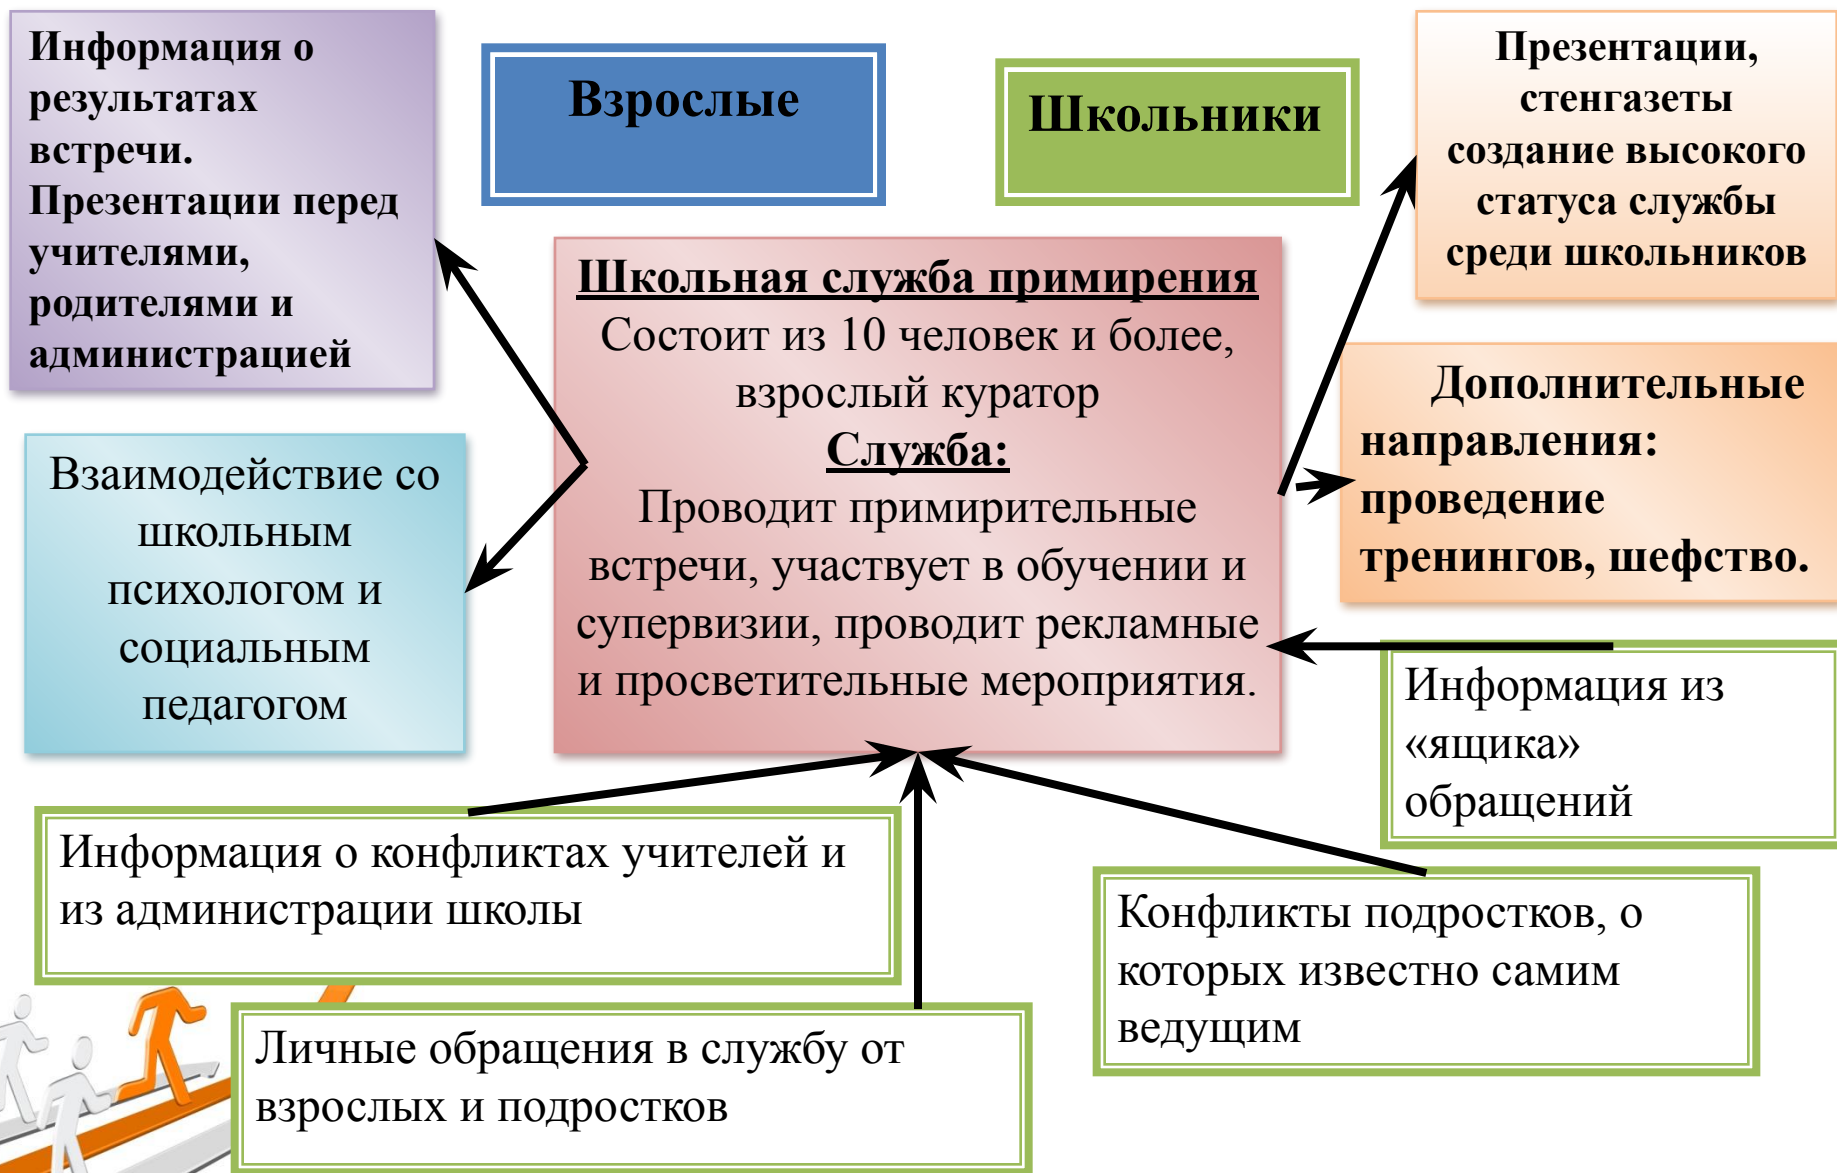 Информация о
результатах
встречи.
Презентации перед
учителями,
родителями и
администрацией
Взрослые
Школьники
Презентации,
стенгазеты
создание высокого
статуса службы
среди школьников
Школьная служба примирения
Состоит из 10 человек и более,
взрослый куратор
Служба:
Проводит примирительные
встречи, участвует в обучении и
супервизии, проводит рекламные
и просветительные мероприятия.
Дополнительные
направления:
проведение
тренингов, шефство.
Взаимодействие со
школьным
психологом и
социальным
педагогом
Информация из
«ящика»
обращений
Информация о конфликтах учителей и
из администрации школы
Конфликты подростков, о
которых известно самим
ведущим
Личные обращения в службу от
взрослых и подростков